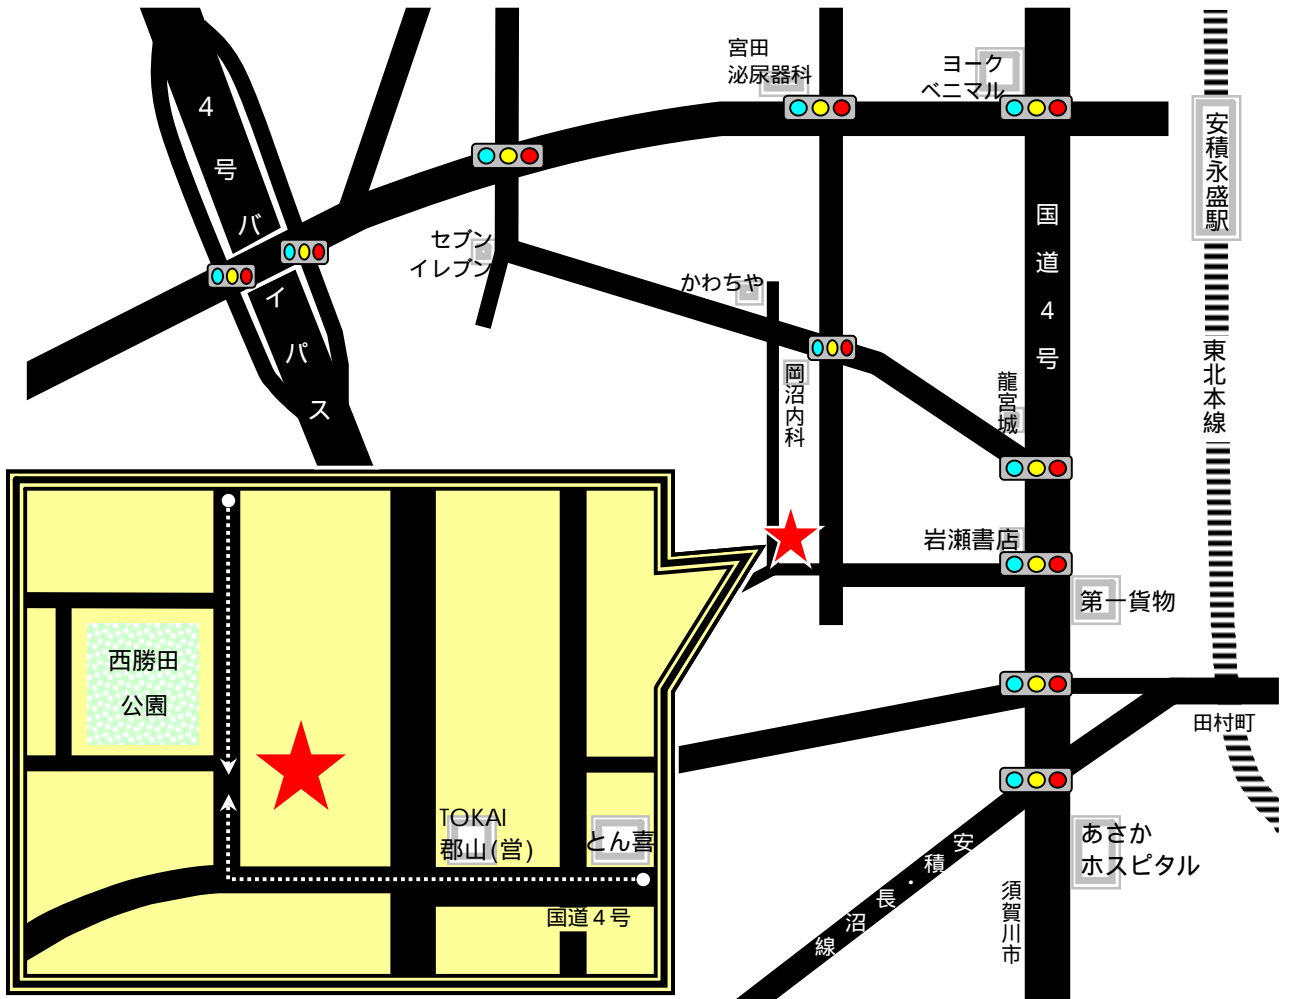 4号バイパス
宮田
泌尿器科
ヨーク
ベニマル
安積永盛駅
国道4号
セブン
イレブン
かわちや
岡沼内科
龍宮城
東北本線
岩瀬書店
第一貨物
田村町
西勝田
公園
TOKAI
郡山(営)
とん喜
国道4号
あさか
ホスピタル
安積・長沼線
須賀川市